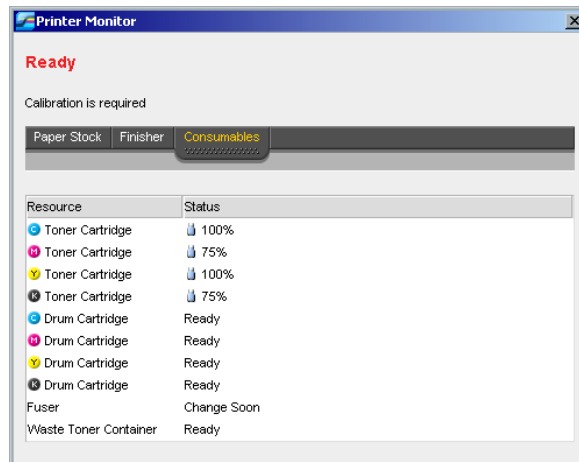 Printer Monitor
Ready
Calibration is required
Paper Stock Finisher Consumables
Resource Status
C Toner Cartridge 100%
M Toner Cartridge 75%
Y Toner Cartridge 100%
K Toner Cartridge 75%
C Drum Cartridge Ready
M Drum Cartridge Ready
Y Drum Cartridge Ready
K Drum Cartridge Ready
Fuser Change Soon
Waste Toner Container Ready